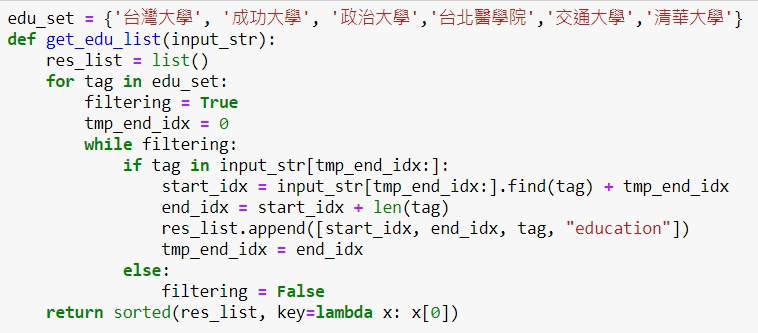 edu_set = {'台灣大學', '成功大學', '政治大學','台北醫學院','交通大學','清華大學'}
def get_edu_list(input_str):
    res_list = list()
    for tag in edu_set:
        filtering = True
        tmp_end_idx = 0
        while filtering:
            if tag in input_str[tmp_end_idx:]:
                start_idx = input_str[tmp_end_idx:].find(tag) + tmp_end_idx
                end_idx = start_idx + len(tag)
                res_list.append([start_idx, end_idx, tag, "education"])
                tmp_end_idx = end_idx
            else:
                filtering = False
    return sorted(res_list, key=lambda x: x[0])